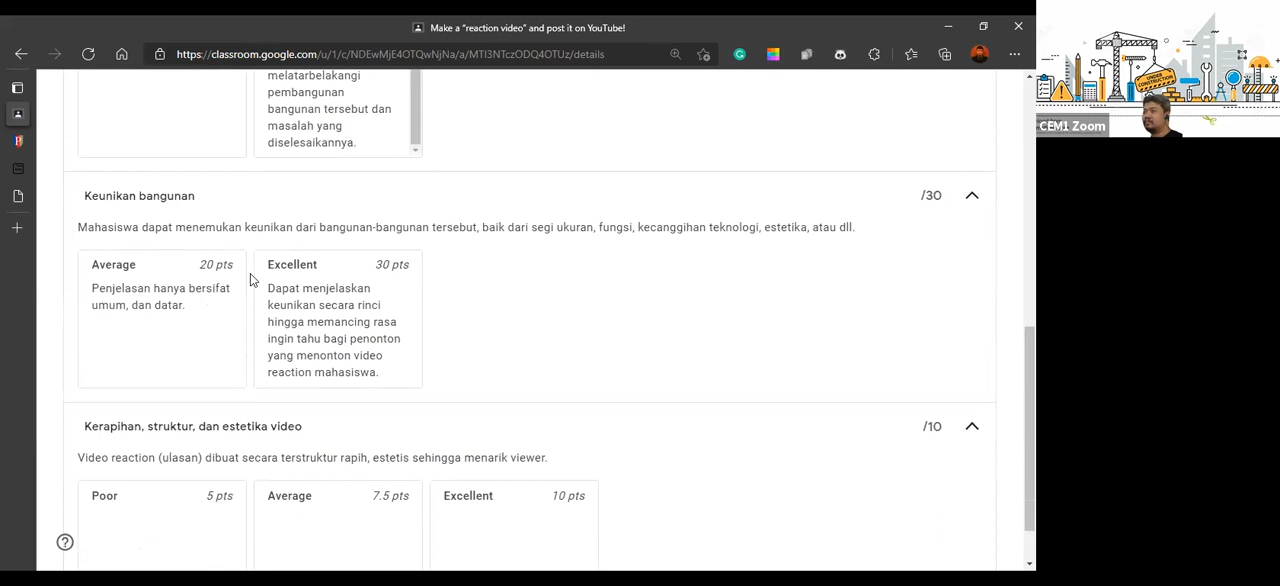 Make a “reaction video” and post it on YouTube!
https://classroom.google.com/u/1/c/NDEwMjE4OTQwNjNa/a/MTI3NTczODQ4OTUz/details
UNDER CONSTRUCTION
CEM1 Zoom
melatarbelakangi
pembangunan
bangunan tersebut dan
masalah yang
diselesaikannya.
Keunikan bangunan /30
Mahasiswa dapat menemukan keunikan dari bangunan-bangunan tersebut, baik dari segi ukuran, fungsi, kecanggihan teknologi, estetika, atau dll.
Average 20 pts
Penjelasan hanya bersifat
umum, dan datar.
Excellent 30 pts
Dapat menjelaskan
keunikan secara rinci
hingga memancing rasa
ingin tahu bagi penonton
yang menonton video
reaction mahasiswa.
Kerapihan, struktur, dan estetika video /10
Video reaction (ulasan) dibuat secara terstruktur rapih, estetis sehingga menarik viewer.
Poor 5 pts
Average 7.5 pts
Excellent 10 pts